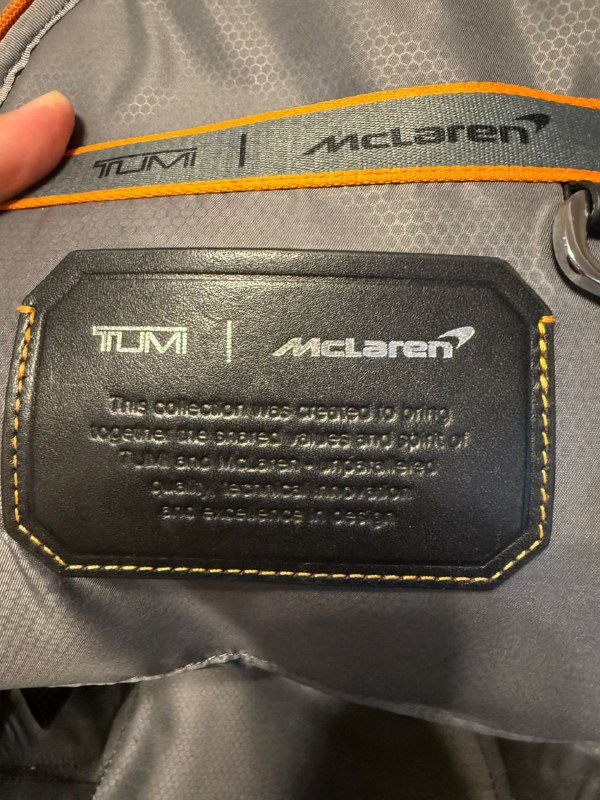 TUMI | McLaren
TUMI | McLaren
This collection was created to bring
together the shared values and spirit of
TUMI and McLaren - unparalleled
quality, technical innovation
and excellence in design